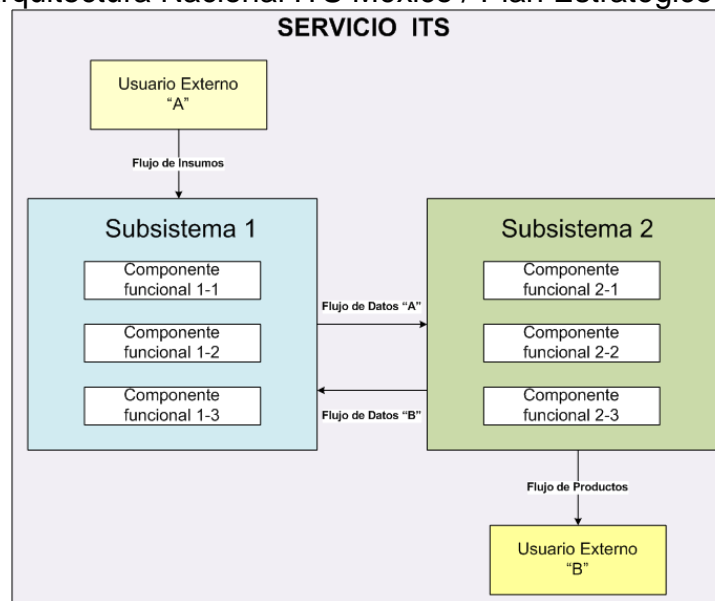 Nacional ITS México / Plan Estratégico
SERVICIO ITS
Usuario Externo
“A”
Flujo de Insumos
Subsistema 1
Componente
funcional 1-1
Componente
funcional 1-2
Componente
funcional 1-3
Flujo de Datos “A”
Flujo de Datos “B”
Subsistema 2
Componente
funcional 2-1
Componente
funcional 2-2
Componente
funcional 2-3
Flujo de Productos
Usuario Externo
“B”